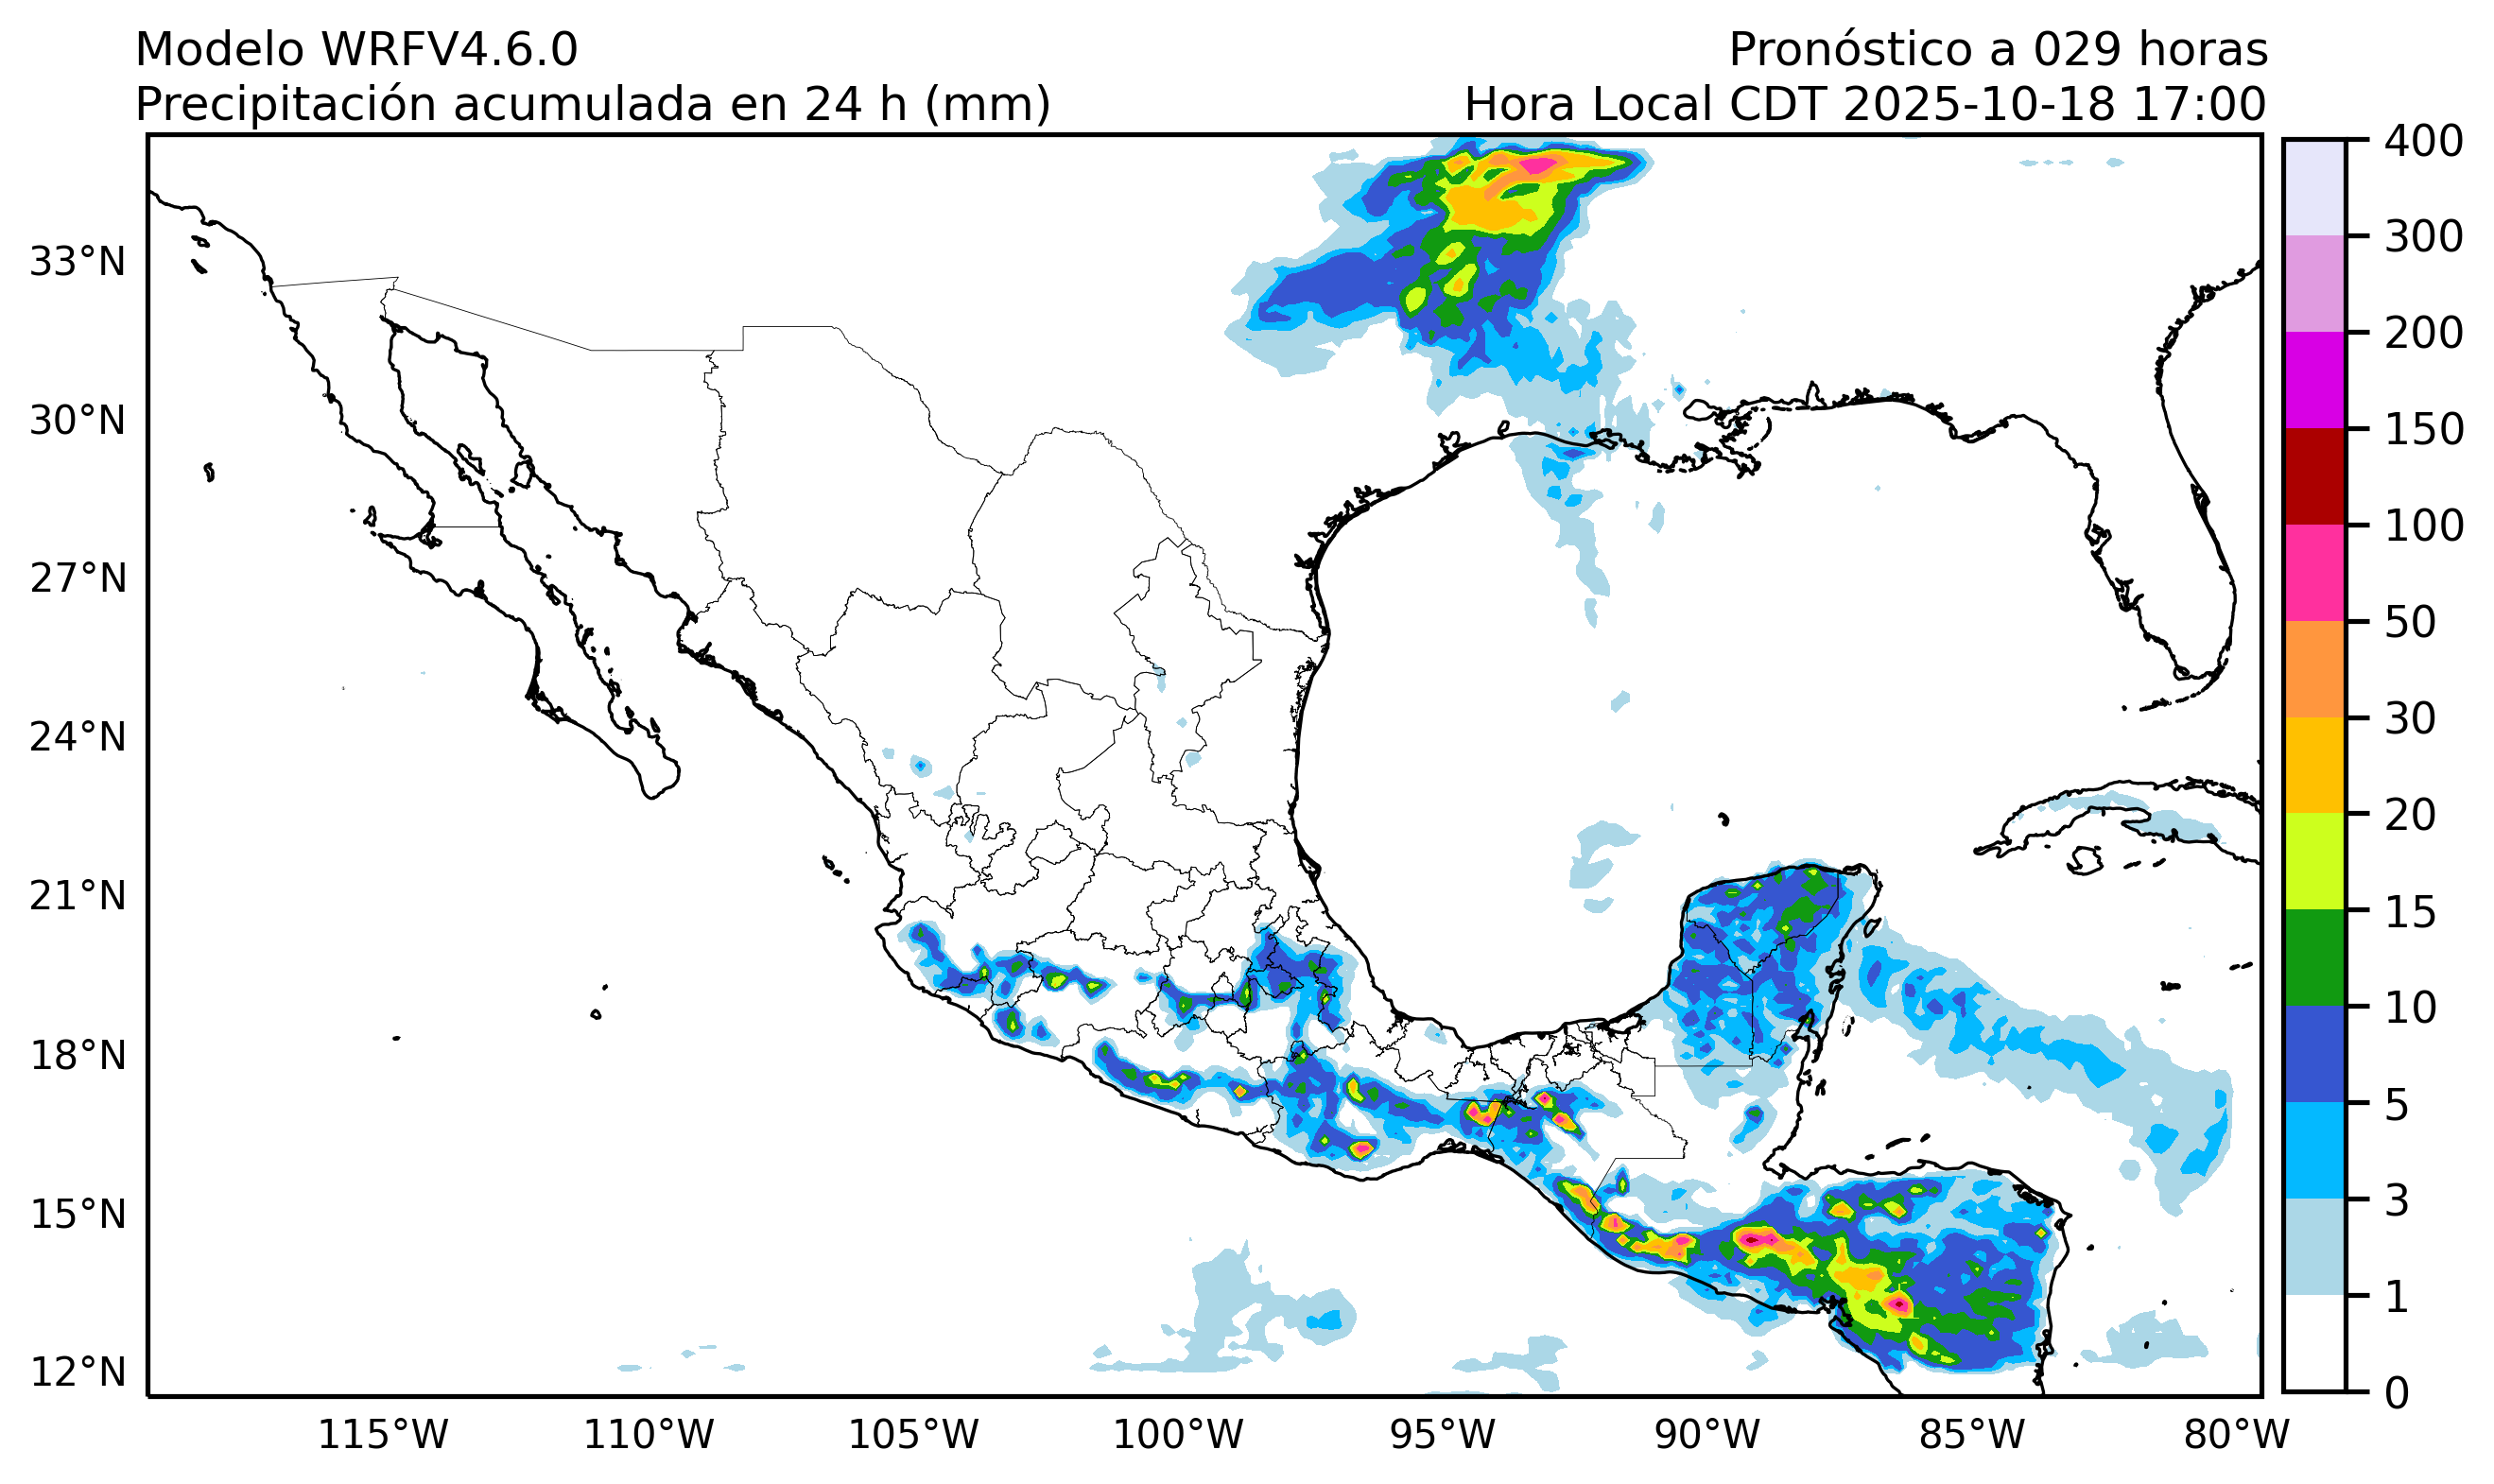 Modelo WRFV4.6.0
Pronóstico a 029 horas
Precipitación acumulada en 24 h (mm)
Hora Local CDT 2025-10-18 17:00
33°N
30°N
27°N
24°N
21°N
18°N
15°N
12°N
115°W
110°W
105°W
100°W
95°W
90°W
85°W
80°W
400
300
200
150
100
50
30
20
15
10
5
3
1
0